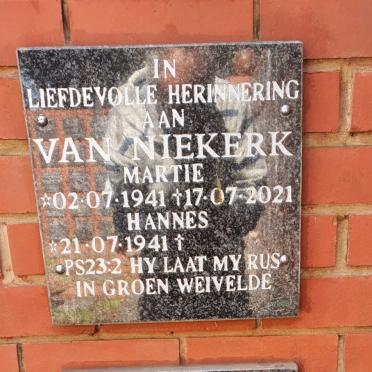 IN
LIEFDEVOLLE HERINNERING
AAN
VAN NIEKERK
MARTIE
☆02·07·1941 †17·07·2021
HANNES
☆21·07·1941 †
PS23:2 HY LAAT MY RUS
IN GROEN WEIVELDE